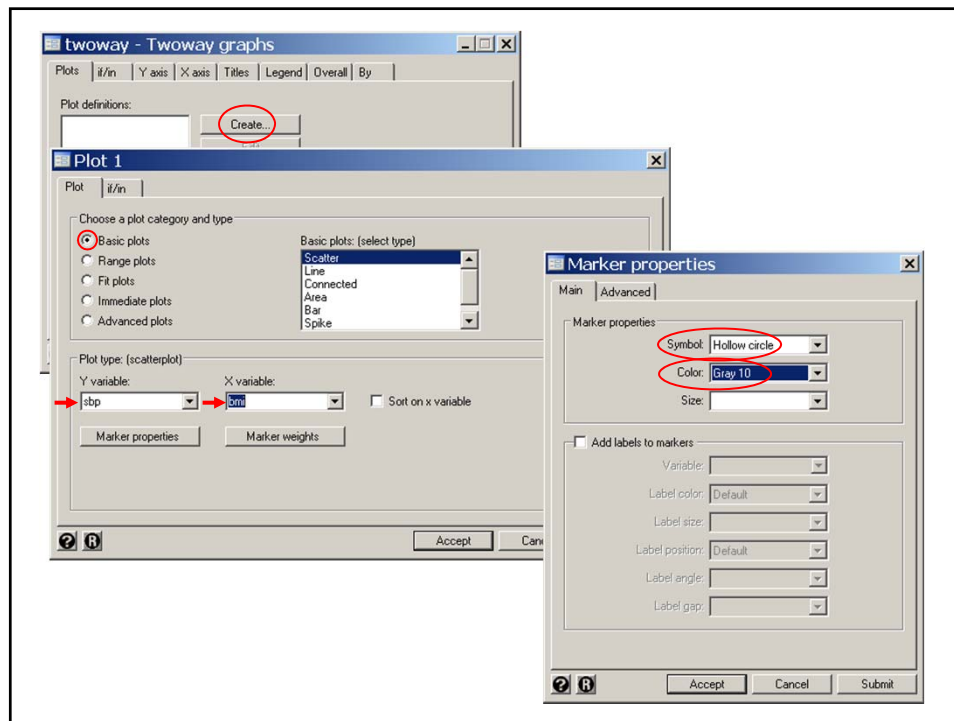 twoway - Twoway graphs
Plots if/in Y axis X axis Titles Legend Overall By
Plot definitions:
Create...
Plot 1
Plot if/in
Choose a plot category and type
Basic plots
Range plots
Fit plots
Immediate plots
Advanced plots
Basic plots: (select type)
Scatter
Line
Connected
Area
Bar
Spike
Plot type: (scatterplot)
Y variable: X variable:
sbp bmi Sort on x variable
Marker properties Marker weights
Accept
Marker properties
Main Advanced
Marker properties
Symbol: Hollow circle
Color: Gray 10
Size:
Add labels to markers
Variable:
Label color: Default
Label size:
Label position: Default
Label angle:
Label gap:
Accept Cancel Submit